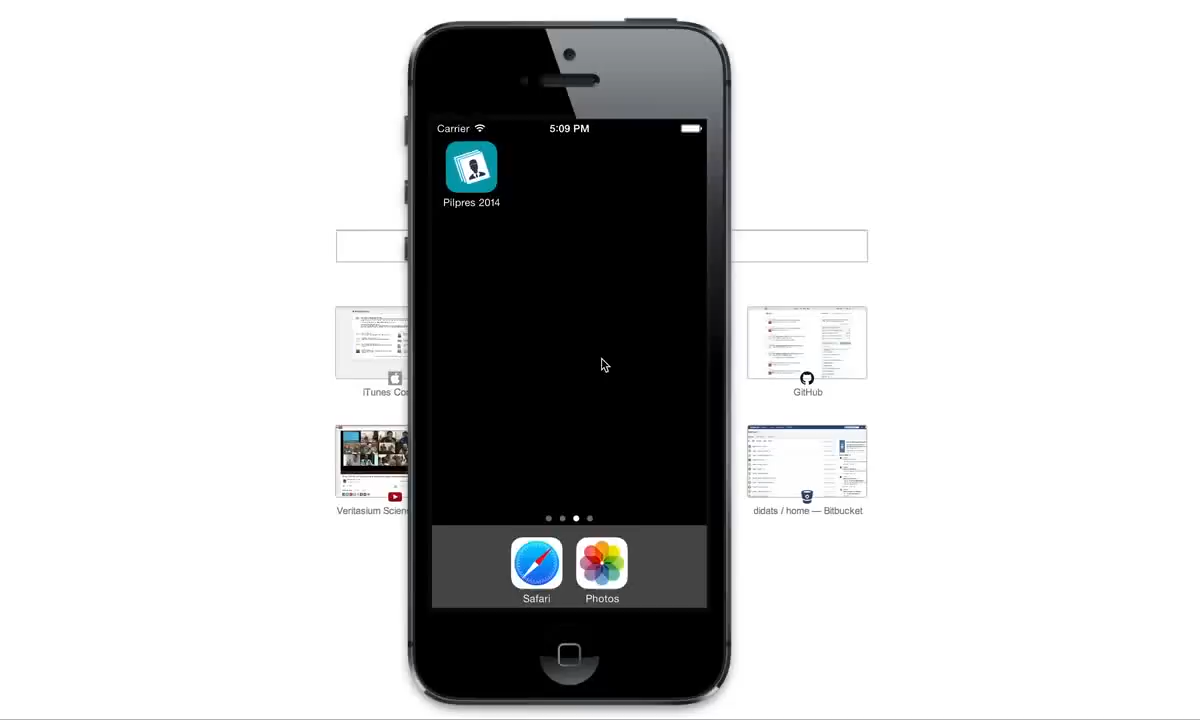 Carrier
5:09 PM
Pilpres 2014
iTunes Co
GitHub
Veritasium Scien
didats / home — Bitbucket
Safari
Photos